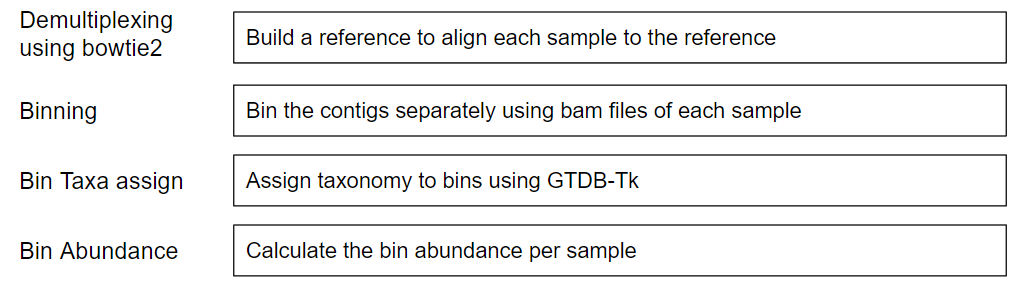 Demultiplexing
using bowtie2
Build a reference to align each sample to the reference
Binning
Bin the contigs separately using bam files of each sample
Bin Taxa assign
Assign taxonomy to bins using GTDB-Tk
Bin Abundance
Calculate the bin abundance per sample